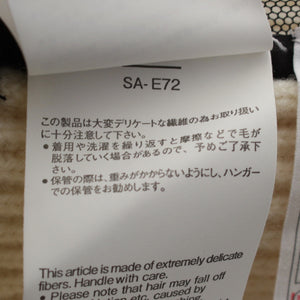 SA-E72
この製品は大変デリケートな繊維の為お取り扱い
に十分注意して下さい。
●着用や洗濯を繰り返すと摩擦などで毛が
脱落していく場合があるので、予めご了承下
さい。
●保管の際は、重みがかからないようにし、ハンガー
での保管をお勧めします。
This article is made of extremely delicate
fibers. Handle with care.
● Please note that hair may fall off
caused by